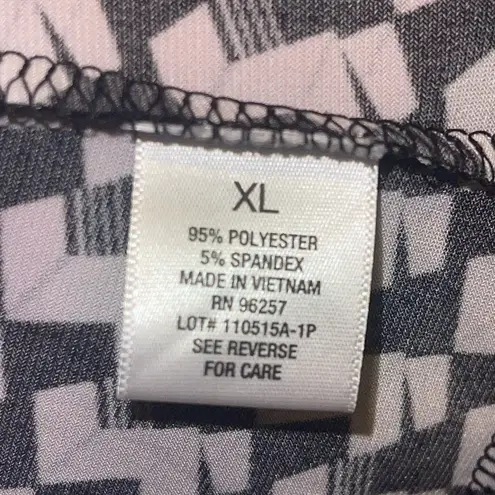 XL
95% POLYESTER
5% SPANDEX
MADE IN VIETNAM
RN 96257
LOT# 110515A-1P
SEE REVERSE
FOR CARE